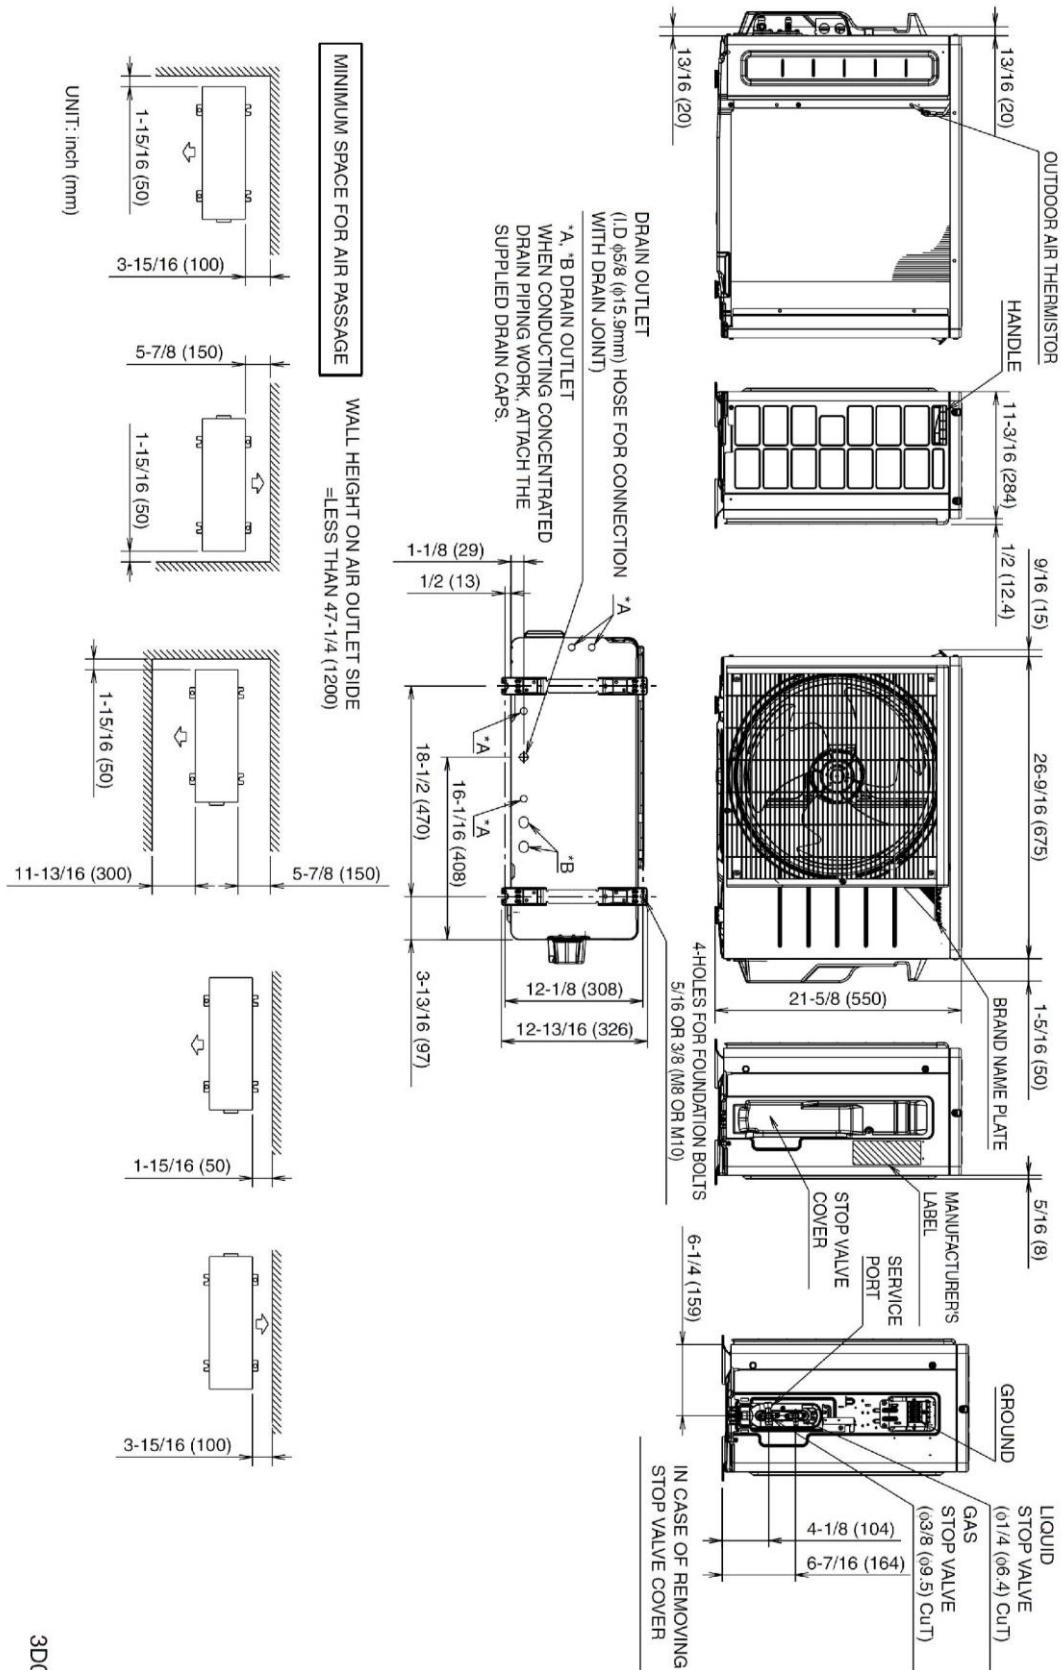 OUTDOOR AIR THERMISTOR
13/16 (20)
13/16 (20)
HANDLE
11-3/16 (284)
1/2 (12.4)
9/16 (15)
26-9/16 (675)
1-5/16 (50)
21-5/8 (550)
BRAND NAME PLATE
5/16 (8)
MANUFACTURER'S
LABEL
STOP VALVE
COVER
SERVICE
PORT
GROUND
LIQUID
STOP VALVE
(ϕ1/4 (ϕ6.4) CuT)
GAS
STOP VALVE
(ϕ3/8 (ϕ9.5) CuT)
4-1/8 (104)
6-7/16 (164)
6-1/4 (159)
IN CASE OF REMOVING
STOP VALVE COVER
DRAIN OUTLET
(I.D ϕ5/8 (ϕ15.9mm) HOSE FOR CONNECTION
WITH DRAIN JOINT)
*A, *B DRAIN OUTLET
WHEN CONDUCTING CONCENTRATED
DRAIN PIPING WORK, ATTACH THE
SUPPLIED DRAIN CAPS.
*A
*A
*A
*B
1-1/8 (29)
1/2 (13)
18-1/2 (470)
16-1/16 (408)
3-13/16 (97)
12-1/8 (308)
12-13/16 (326)
4-HOLES FOR FOUNDATION BOLTS
5/16 OR 3/8 (M8 OR M10)
MINIMUM SPACE FOR AIR PASSAGE
WALL HEIGHT ON AIR OUTLET SIDE
=LESS THAN 47-1/4 (1200)
1-15/16 (50)
3-15/16 (100)
5-7/8 (150)
1-15/16 (50)
1-15/16 (50)
11-13/16 (300)
5-7/8 (150)
1-15/16 (50)
3-15/16 (100)
UNIT: inch (mm)